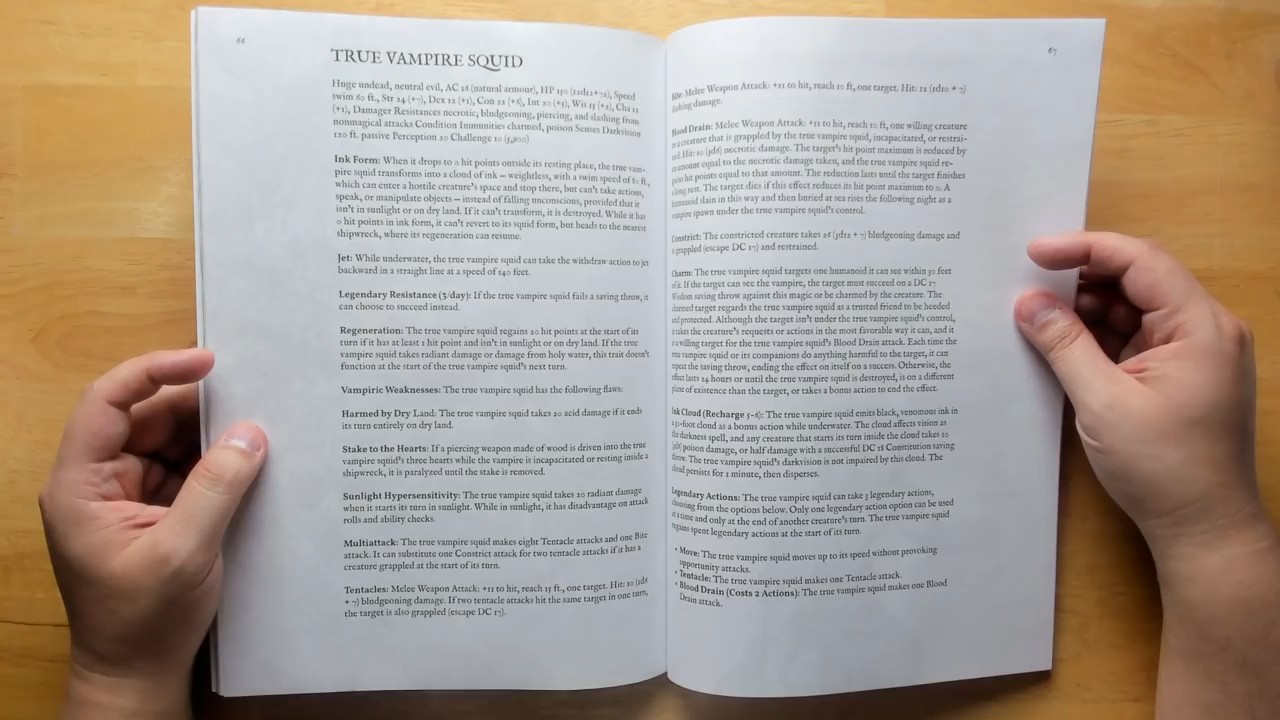 66
TRUE VAMPIRE SQUID
Huge undead, neutral evil, AC 16 (natural armour), HP 150 (12d12+72), Speed
swim 80 ft., Str 24 (+7), Dex 12 (+1), Con 22 (+6), Int 20 (+5), Wis 15 (+2), Cha 12
(+1), Damager Resistances necrotic, bludgeoning, piercing, and slashing from
nonmagical attacks Condition Immunities charmed, poison Senses Darkvision
120 ft. passive Perception 20 Challenge 10 (5,900)
Ink Form: When it drops to 0 hit points outside its resting place, the true vam-
pire squid transforms into a cloud of ink – weightless, with a swim speed of 80 ft,
which can enter a hostile creature's space and stop there, but can't take actions,
speak, or manipulate objects – instead of falling unconscious, provided that it
isn't in sunlight or on dry land. If it can't transform, it is destroyed. While it has
0 hit points in ink form, it can't revert to its squid form, but heads to the nearest
shipwreck, where its regeneration can resume.
Jet: While underwater, the true vampire squid can take the withdraw action to jet
backward in a straight line at a speed of 140 feet.
Legendary Resistance (3/day): If the true vampire squid fails a saving throw, it
can choose to succeed instead.
Regeneration: The true vampire squid regains 20 hit points at the start of its
turn if it has at least 1 hit point and isn't in sunlight or on dry land. If the true
vampire squid takes radiant damage or damage from holy water, this trait doesn't
function at the start of the true vampire squid's next turn.
Vampiric Weaknesses: The true vampire squid has the following flaws:
Harmed by Dry Land: The true vampire squid takes 20 acid damage if it ends
its turn entirely on dry land.
Stake to the Hearts: If a piercing weapon made of wood is driven into the true
vampire squid's three hearts while the vampire is incapacitated or resting inside a
shipwreck, it is paralyzed until the stake is removed.
Sunlight Hypersensitivity: The true vampire squid takes 20 radiant damage
when it starts its turn in sunlight. While in sunlight, it has disadvantage on attack
rolls and ability checks.
Multiattack: The true vampire squid makes eight Tentacle attacks and one Bite
attack. It can substitute one Constrict attack for two tentacle attacks if it has a
creature grappled at the start of its turn.
Tentacles: Melee Weapon Attack: +11 to hit, reach 15 ft., one target. Hit: 10 (1d6
+ 7) bludgeoning damage. If two tentacle attacks hit the same target in one turn,
the target is also grappled (escape DC 17).
67
Bite: Melee Weapon Attack: +11 to hit, reach 10 ft, one target. Hit: 12 (1d10 + 7)
slashing damage.
Blood Drain: Melee Weapon Attack: +11 to hit, reach 10 ft, one willing creature
or a creature that is grappled by the true vampire squid, incapacitated, or restrai-
ned. Hit: 10 (3d6) necrotic damage. The target's hit point maximum is reduced by
an amount equal to the necrotic damage taken, and the true vampire squid re-
gains hit points equal to that amount. The reduction lasts until the target finishes
a long rest. The target dies if this effect reduces its hit point maximum to 0. A
humanoid slain in this way and then buried at sea rises the following night as a
vampire spawn under the true vampire squid's control.
Constrict: The constricted creature takes 26 (3d12 + 7) bludgeoning damage and
is grappled (escape DC 17) and restrained.
Charm: The true vampire squid targets one humanoid it can see within 30 feet
of it. If the target can see the vampire, the target must succeed on a DC 17
Wisdom saving throw against this magic or be charmed by the creature. The
charmed target regards the true vampire squid as a trusted friend to be heeded
and protected. Although the target isn't under the true vampire squid's control,
it takes the creature's requests or actions in the most favorable way it can, and it
is a willing target for the true vampire squid's Blood Drain attack. Each time the
true vampire squid or its companions do anything harmful to the target, it can
repeat the saving throw, ending the effect on itself on a success. Otherwise, the
effect lasts 24 hours or until the true vampire squid is destroyed, is on a different
plane of existence than the target, or takes a bonus action to end the effect.
Ink Cloud (Recharge 5-6): The true vampire squid emits black, venomous ink in
a 50-foot cloud as a bonus action while underwater. The cloud affects vision as
the darkness spell, and any creature that starts its turn inside the cloud takes 10
(3d6) poison damage, or half damage with a successful DC 18 Constitution saving
throw. The true vampire squid's darkvision is not impaired by this cloud. The
cloud persists for 1 minute, then disperses.
Legendary Actions: The true vampire squid can take 3 legendary actions,
choosing from the options below. Only one legendary action option can be used
at a time and only at the end of another creature's turn. The true vampire squid
regains spent legendary actions at the start of its turn.
• Move: The true vampire squid moves up to its speed without provoking
opportunity attacks.
• Tentacle: The true vampire squid makes one Tentacle attack.
• Blood Drain (Costs 2 Actions): The true vampire squid makes one Blood
Drain attack.